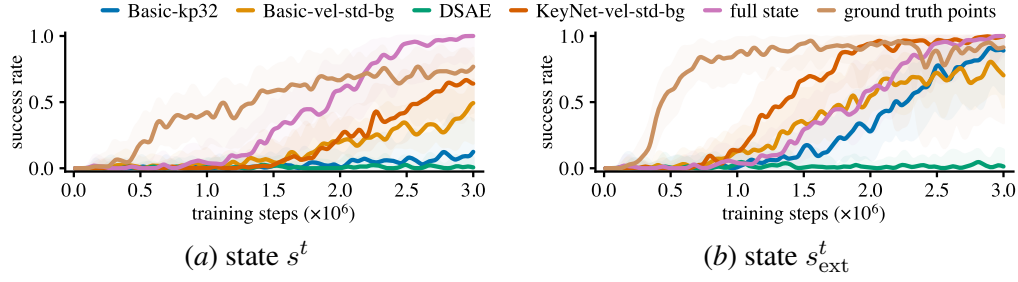 Basic-kp32 Basic-vel-std-bg DSAE KeyNet-vel-std-bg full state ground truth points
success rate
1.0
0.5
0.0
0.0 0.5 1.0 1.5 2.0 2.5 3.0
training steps (×10⁶)
(a) state sᵗ
success rate
1.0
0.5
0.0
0.0 0.5 1.0 1.5 2.0 2.5 3.0
training steps (×10⁶)
(b) state sᵗ_ext